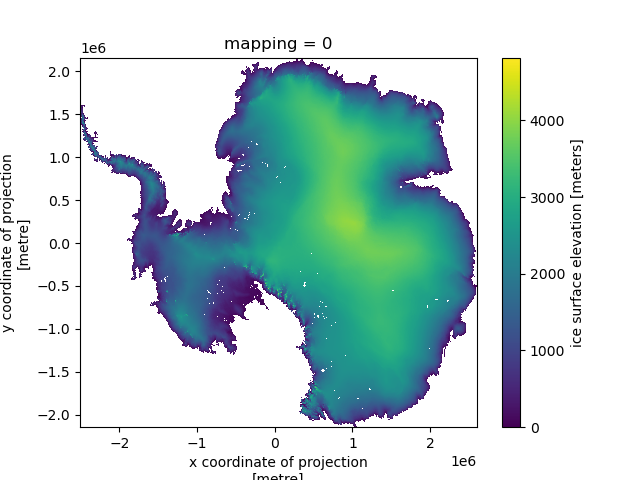 mapping = 0
1e6
2.0
1.5
1.0
0.5
0.0
−0.5
−1.0
−1.5
−2.0
y coordinate of projection
[metre]
−2
−1
0
1
2
1e6
x coordinate of projection
[metre]
4000
3000
2000
1000
0
ice surface elevation [meters]